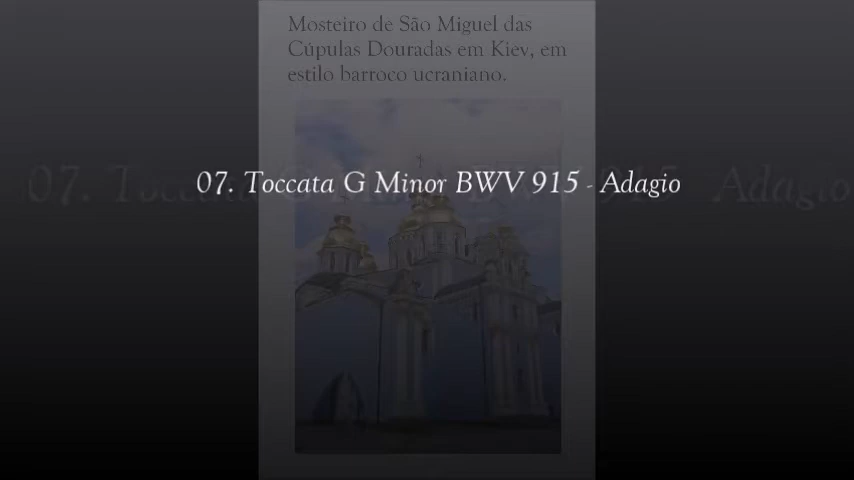 Mosteiro de São Miguel das
Cúpulas Douradas em Kiev, em
estilo barroco ucraniano.
07. Toccata G Minor BWV 915 - Adagio